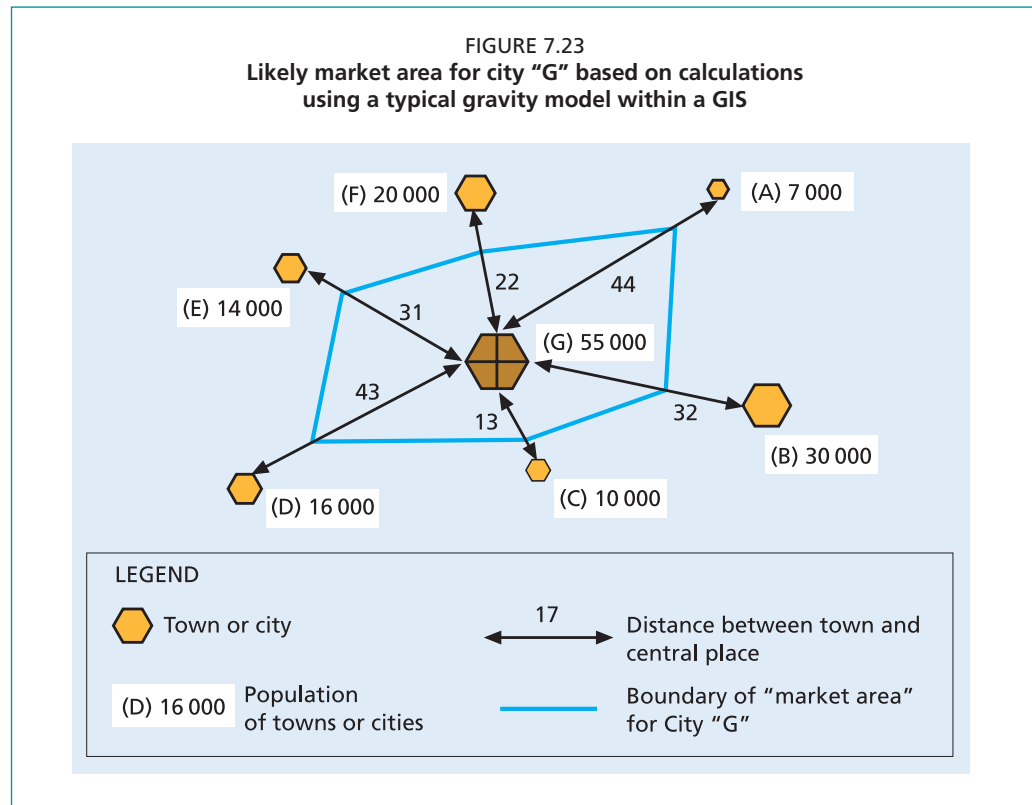 FIGURE 7.23
Likely market area for city “G” based on calculations
using a typical gravity model within a GIS
(F) 20 000
(A) 7 000
(E) 14 000
22
44
31
(G) 55 000
43
13
32
(B) 30 000
(D) 16 000
(C) 10 000
LEGEND
Town or city
17
Distance between town and
central place
(D) 16 000
Population
of towns or cities
Boundary of “market area”
for City “G”